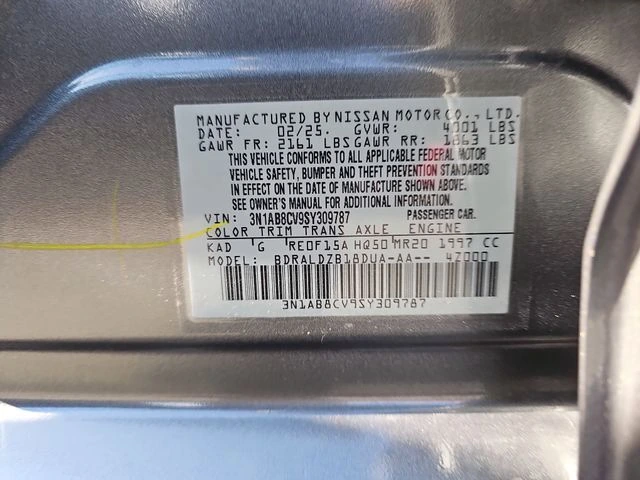 MANUFACTURED BY NISSAN MOTOR CO., LTD.
DATE: 02/25. GVWR: 4001 LBS
GAWR FR: 2161 LBS GAWR RR: 1863 LBS
THIS VEHICLE CONFORMS TO ALL APPLICABLE FEDERAL MOTOR
VEHICLE SAFETY, BUMPER AND THEFT PREVENTION STANDARDS
IN EFFECT ON THE DATE OF MANUFACTURE SHOWN ABOVE.
SEE OWNER'S MANUAL FOR ADDITIONAL INFORMATION.
VIN: 3N1AB8CV9SY309787 PASSENGER CAR.
COLOR TRIM TRANS AXLE ENGINE
KAD G RE0F15A HQ50 MR20 1997 CC
MODEL: BDRALDZB18DUA-AA-- 4Z000
3N1AB8CV9SY309787